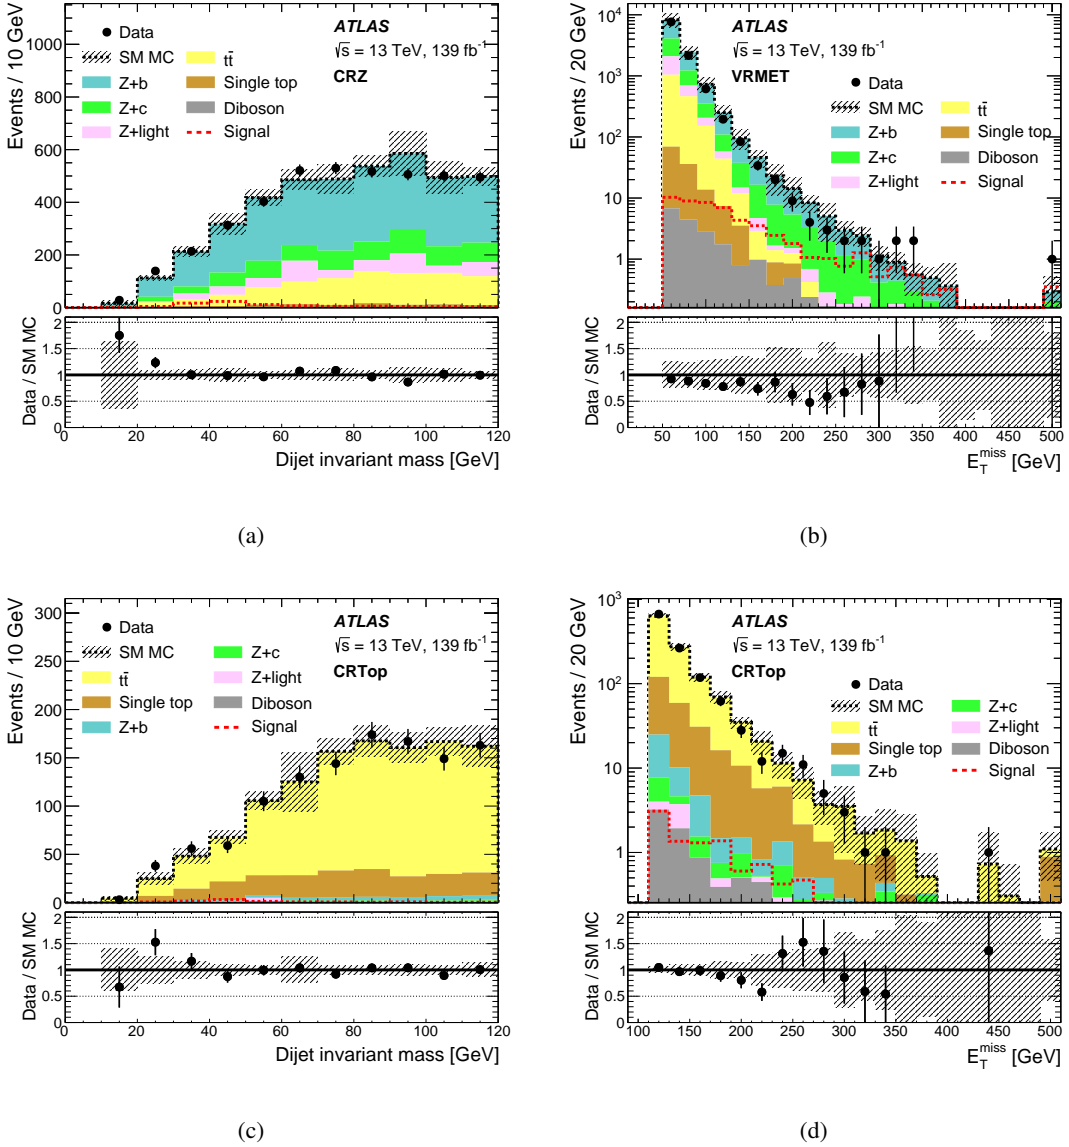 Events / 10 GeV
1000
800
600
400
200
0
Data
SM MC
Z+b
Z+c
Z+light
tt̄
Single top
Diboson
Signal
ATLAS
√s = 13 TeV, 139 fb⁻¹
CRZ
Data / SM MC
2
1.5
1
0.5
0
0 20 40 60 80 100 120
Dijet invariant mass [GeV]
(a)
Events / 20 GeV
10⁴
10³
10²
10
1
ATLAS
√s = 13 TeV, 139 fb⁻¹
VRMET
Data
SM MC
Z+b
Z+c
Z+light
tt̄
Single top
Diboson
Signal
Data / SM MC
2
1.5
1
0.5
0
0 50 100 150 200 250 300 350 400 450 500
E_T^miss [GeV]
(b)
Events / 10 GeV
300
250
200
150
100
50
0
Data
SM MC
tt̄
Single top
Z+b
Z+c
Z+light
Diboson
Signal
ATLAS
√s = 13 TeV, 139 fb⁻¹
CRTop
Data / SM MC
2
1.5
1
0.5
0
0 20 40 60 80 100 120
Dijet invariant mass [GeV]
(c)
Events / 20 GeV
10³
10²
10
1
ATLAS
√s = 13 TeV, 139 fb⁻¹
CRTop
Data
SM MC
tt̄
Single top
Z+b
Z+c
Z+light
Diboson
Signal
Data / SM MC
2
1.5
1
0.5
0
100 150 200 250 300 350 400 450 500
E_T^miss [GeV]
(d)